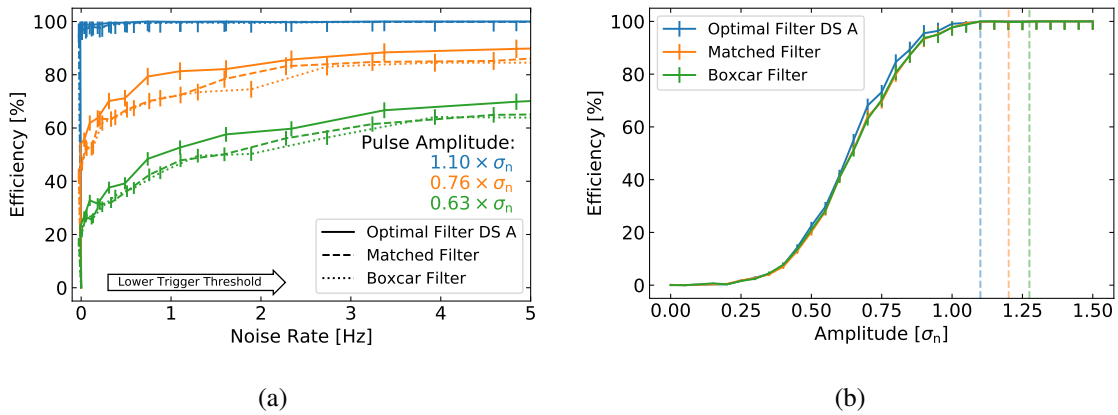 100
80
60
40
20
0
Efficiency [%]
Pulse Amplitude:
1.10 × σn
0.76 × σn
0.63 × σn
Optimal Filter DS A
Matched Filter
Boxcar Filter
Lower Trigger Threshold
0 1 2 3 4 5
Noise Rate [Hz]
(a)
100
80
60
40
20
0
Efficiency [%]
Optimal Filter DS A
Matched Filter
Boxcar Filter
0.00 0.25 0.50 0.75 1.00 1.25 1.50
Amplitude [σn]
(b)